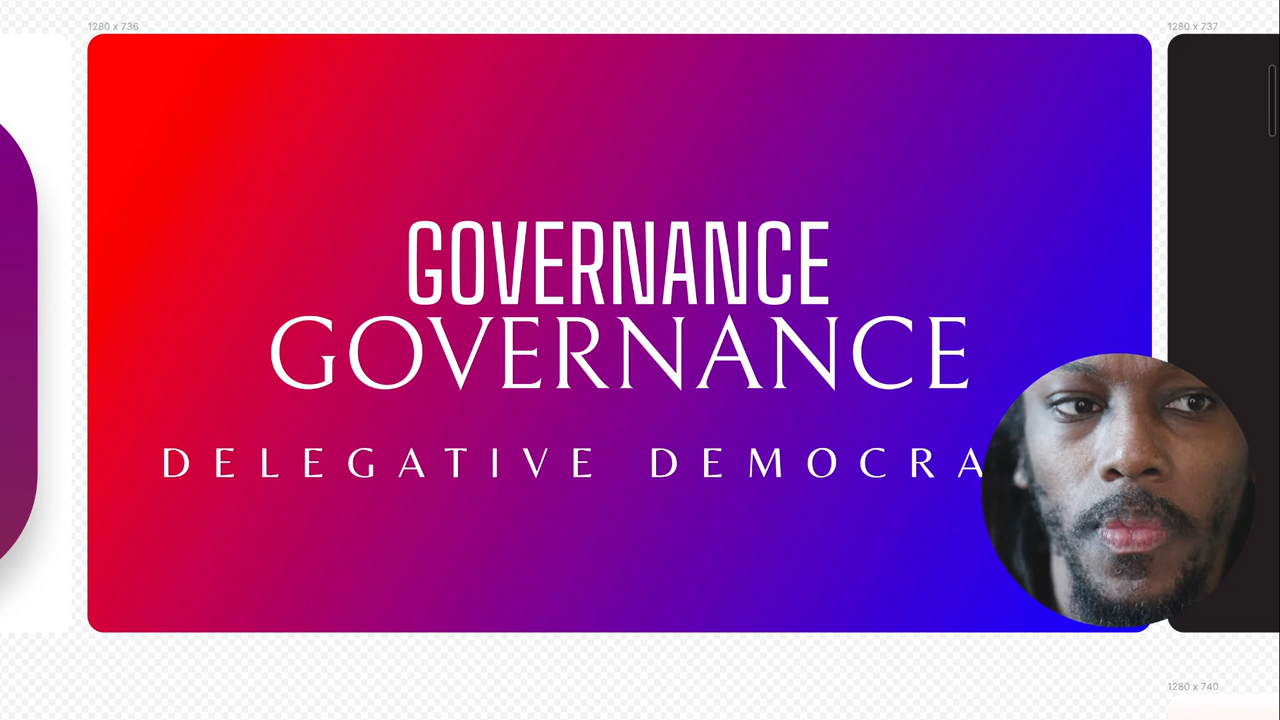 1280 x 736
1280 x 737
GOVERNANCE
GOVERNANCE
DELEGATIVE DEMOCRA
1280 x 740